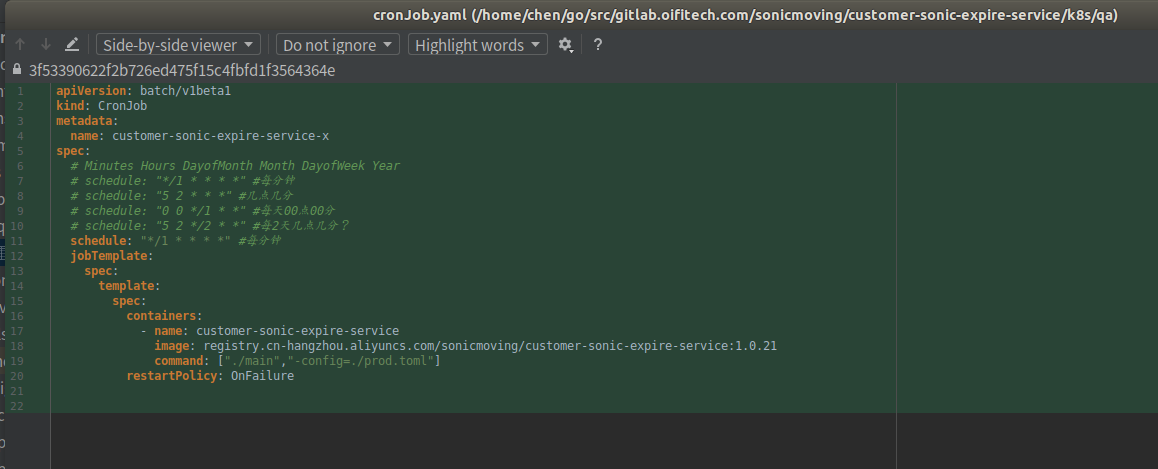 cronJob.yaml (/home/chen/go/src/gitlab.oifitech.com/sonicmoving/customer-sonic-expire-service/k8s/qa)
Side-by-side viewer Do not ignore Highlight words ?
3f53390622f2b726ed475f15c4fbfd1f3564364e
1 apiVersion: batch/v1beta1
2 kind: CronJob
3 metadata:
4   name: customer-sonic-expire-service-x
5 spec:
6   # Minutes Hours DayofMonth Month DayofWeek Year
7   # schedule: "*/1 * * * *" #每分钟
8   # schedule: "5 2 * * *" #几点几分
9   # schedule: "0 0 */1 * *" #每天00点00分
10   # schedule: "5 2 */2 * *" #每2天几点几分？
11   schedule: "*/1 * * * *" #每分钟
12   jobTemplate:
13     spec:
14       template:
15         spec:
16           containers:
17             - name: customer-sonic-expire-service
18               image: registry.cn-hangzhou.aliyuncs.com/sonicmoving/customer-sonic-expire-service:1.0.21
19               command: ["./main","-config=./prod.toml"]
20           restartPolicy: OnFailure
21
22